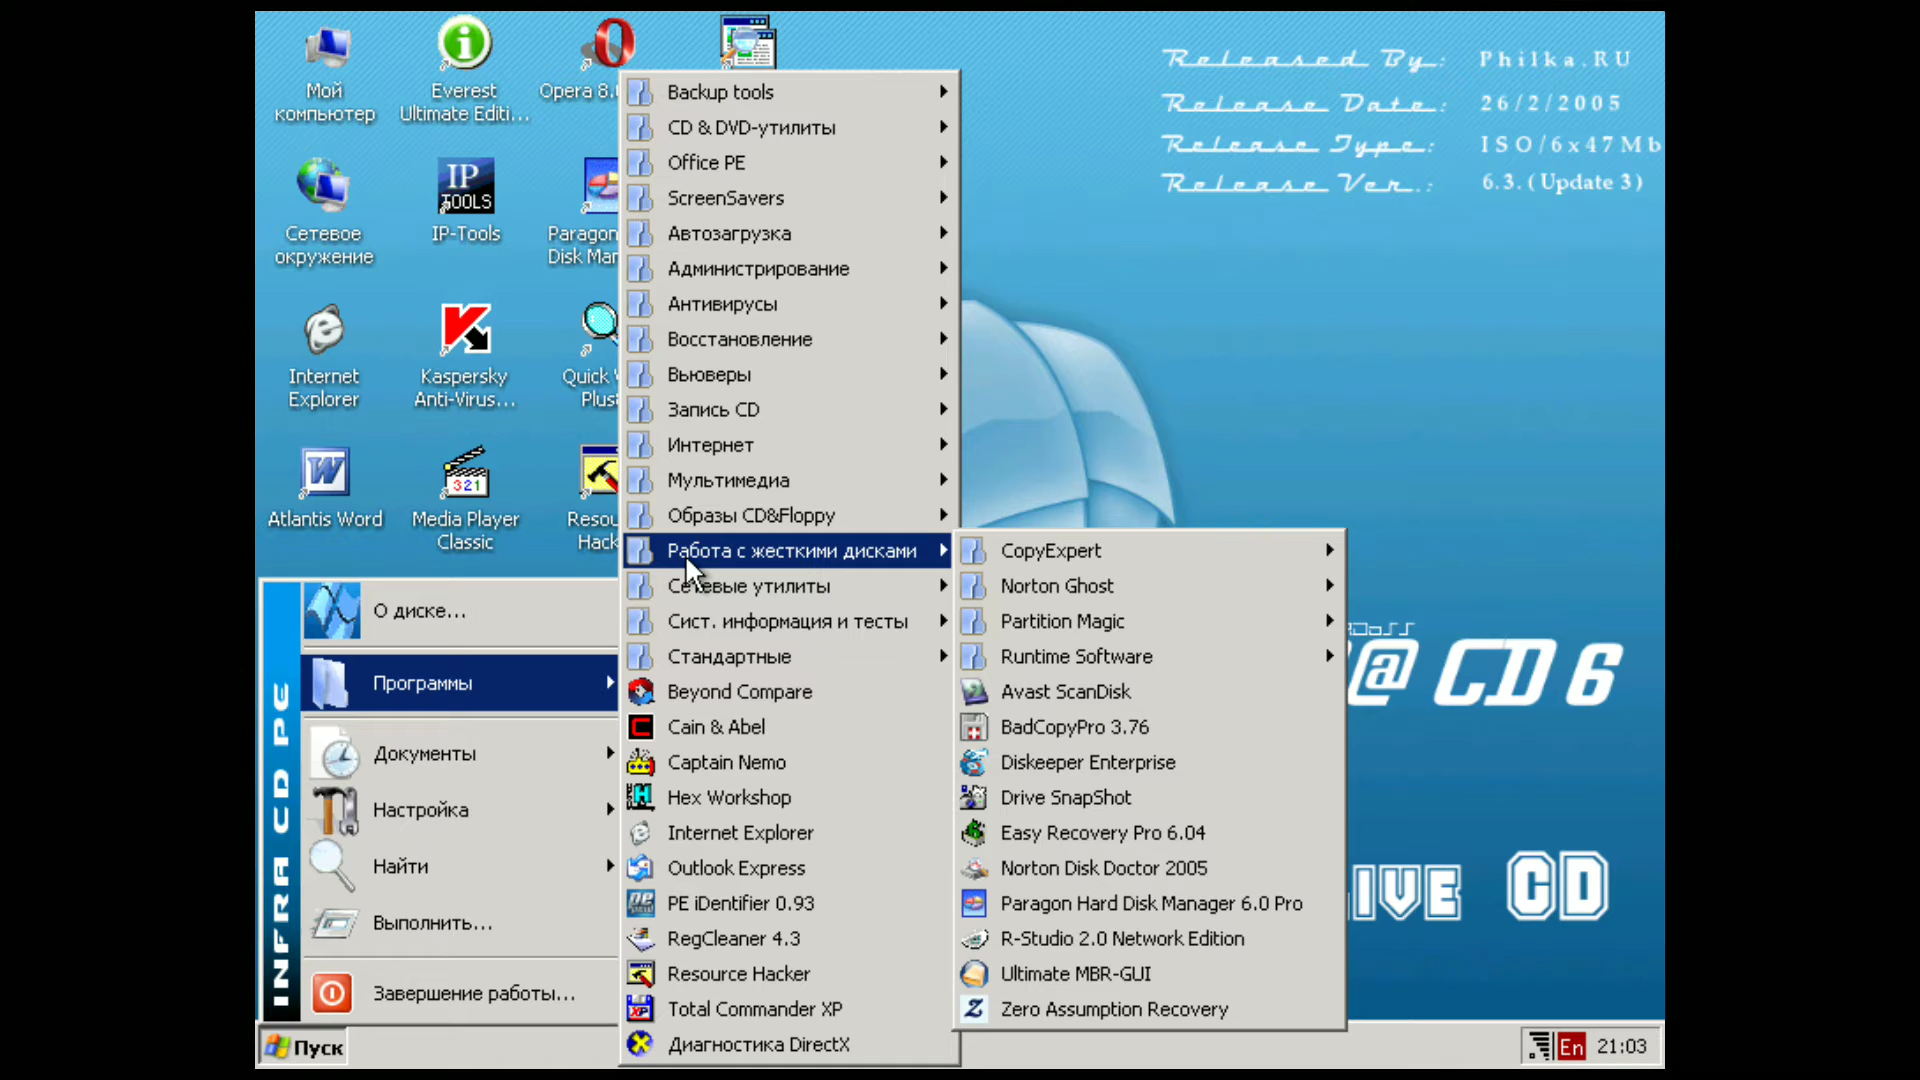 Мой
компьютер
Everest
Ultimate Editi...
Opera 8.
Released By: Philka.RU
Release Date: 26/2/2005
Release Type: ISO/6x47Mb
Release Ver.: 6.3.(Update 3)
Сетевое
окружение
IP
TOOLS
IP-Tools
Paragon
Disk Man
Internet
Explorer
Kaspersky
Anti-Virus...
Quick
Plus
Atlantis Word
321
Media Player
Classic
Resou
Hack
Backup tools
CD & DVD-утилиты
Office PE
ScreenSavers
Автозагрузка
Администрирование
Антивирусы
Восстановление
Вьюверы
Запись CD
Интернет
Мультимедиа
Образы CD&Floppy
Работа с жесткими дисками
Сетевые утилиты
Сист. информация и тесты
Стандартные
Beyond Compare
Cain & Abel
Captain Nemo
Hex Workshop
Internet Explorer
Outlook Express
PE iDentifier 0.93
RegCleaner 4.3
Resource Hacker
Total Commander XP
Диагностика DirectX
CopyExpert
Norton Ghost
Partition Magic
Runtime Software
Avast ScanDisk
BadCopyPro 3.76
Diskeeper Enterprise
Drive SnapShot
Easy Recovery Pro 6.04
Norton Disk Doctor 2005
Paragon Hard Disk Manager 6.0 Pro
R-Studio 2.0 Network Edition
Ultimate MBR-GUI
Zero Assumption Recovery
@ CD 6
IVE CD
INFRA CD PE
О диске...
Программы
Документы
Настройка
Найти
Выполнить...
Завершение работы...
Пуск
En
21:03